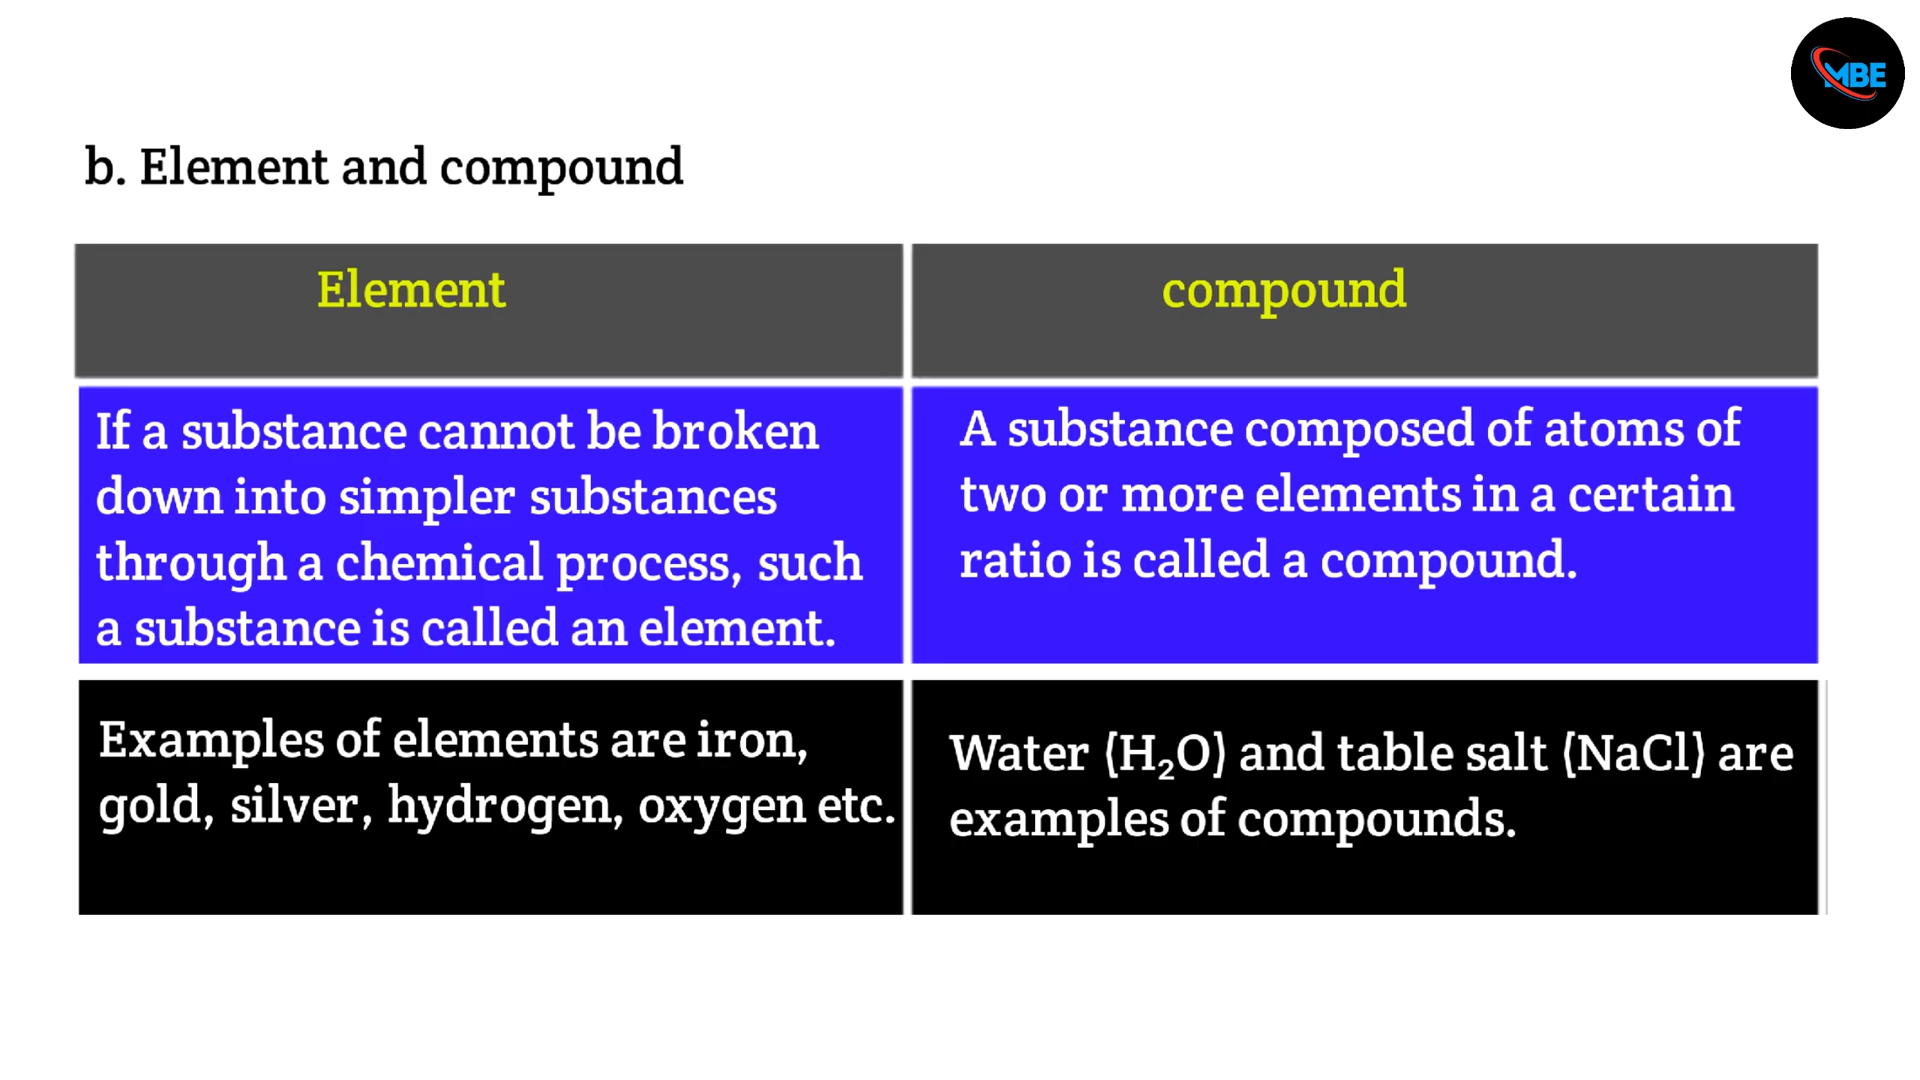 MBE
b. Element and compound
Element
compound
If a substance cannot be broken
down into simpler substances
through a chemical process, such
a substance is called an element.
A substance composed of atoms of
two or more elements in a certain
ratio is called a compound.
Examples of elements are iron,
gold, silver, hydrogen, oxygen etc.
Water (H₂O) and table salt (NaCl) are
examples of compounds.